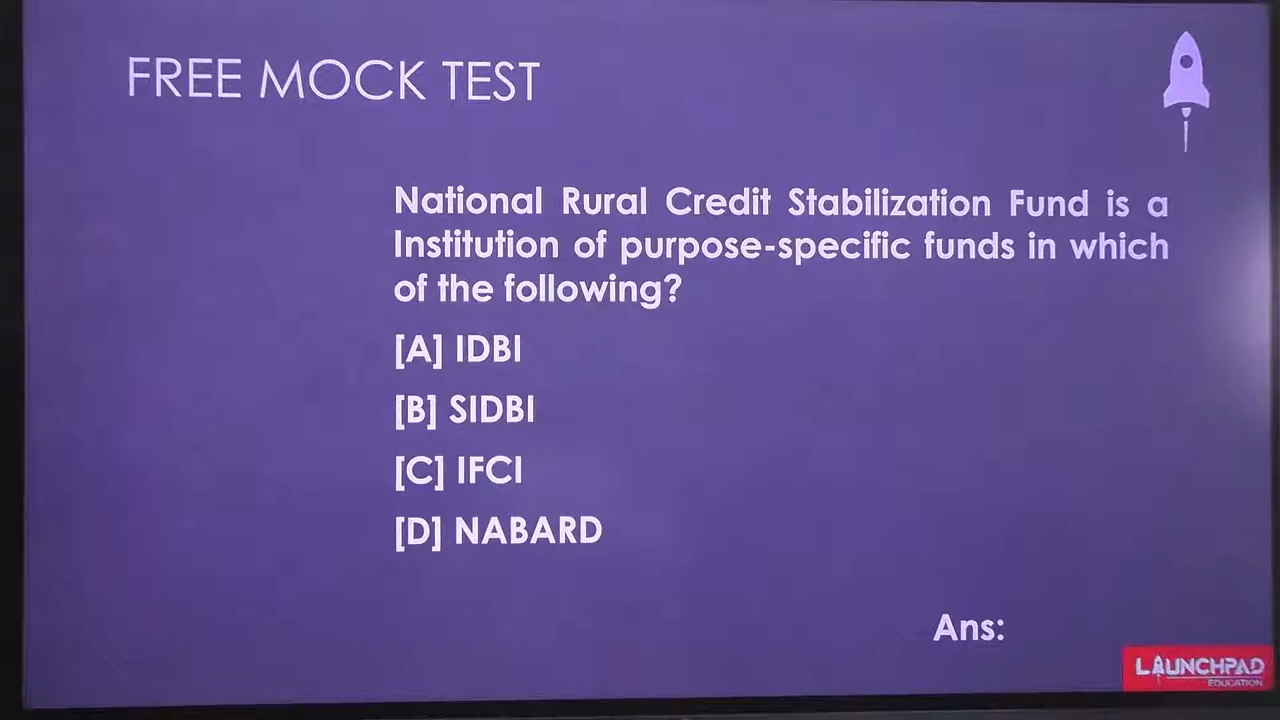 FREE MOCK TEST
National Rural Credit Stabilization Fund is a
Institution of purpose-specific funds in which
of the following?
[A] IDBI
[B] SIDBI
[C] IFCI
[D] NABARD
Ans:
LAUNCHPAD
EDUCATION